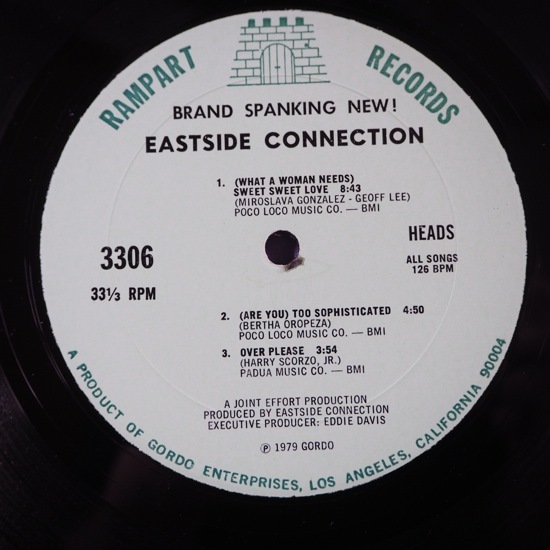 RAMPART RECORDS
BRAND SPANKING NEW!
EASTSIDE CONNECTION
1. (WHAT A WOMAN NEEDS)
SWEET SWEET LOVE 8:43
(MIROSLAVA GONZALEZ - GEOFF LEE)
POCO LOCO MUSIC CO. — BMI
3306
33⅓ RPM
HEADS
ALL SONGS
126 BPM
2. (ARE YOU) TOO SOPHISTICATED 4:50
(BERTHA OROPEZA)
POLO LOCO MUSIC CO. — BMI
3. OVER PLEASE 3:54
(HARRY SCORZO, JR.)
PADUA MUSIC CO. — BMI
A JOINT EFFORT PRODUCTION
PRODUCED BY EASTSIDE CONNECTION
EXECUTIVE PRODUCER: EDDIE DAVIS
℗ 1979 GORDO
A PRODUCT OF GORDO ENTERPRISES, LOS ANGELES, CALIFORNIA 90004